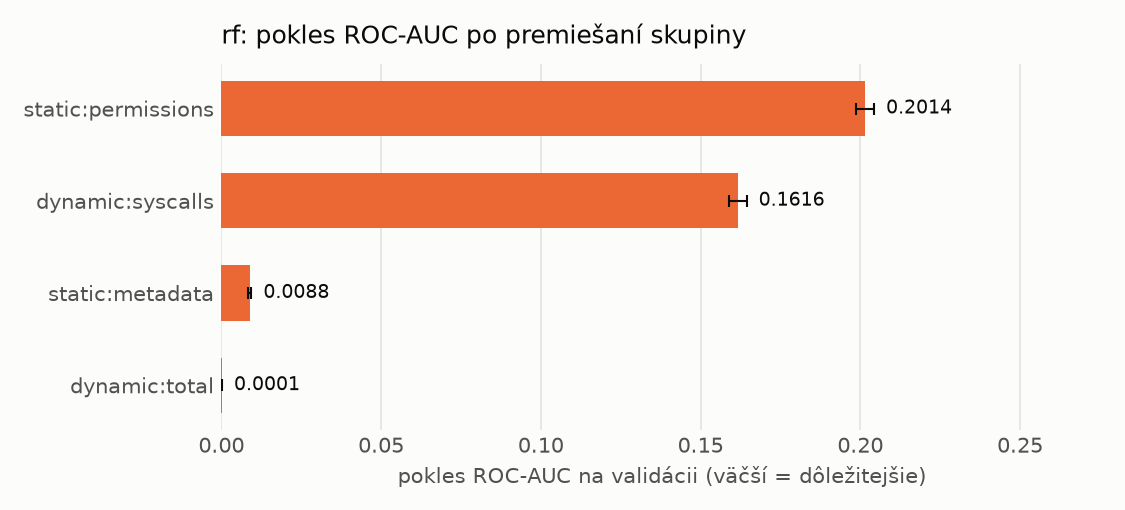 rf: pokles ROC-AUC po premiešaní skupiny
static:permissions
0.2014
dynamic:syscalls
0.1616
static:metadata
0.0088
dynamic:total
0.0001
0.00 0.05 0.10 0.15 0.20 0.25
pokles ROC-AUC na validácii (väčší = dôležitejšie)